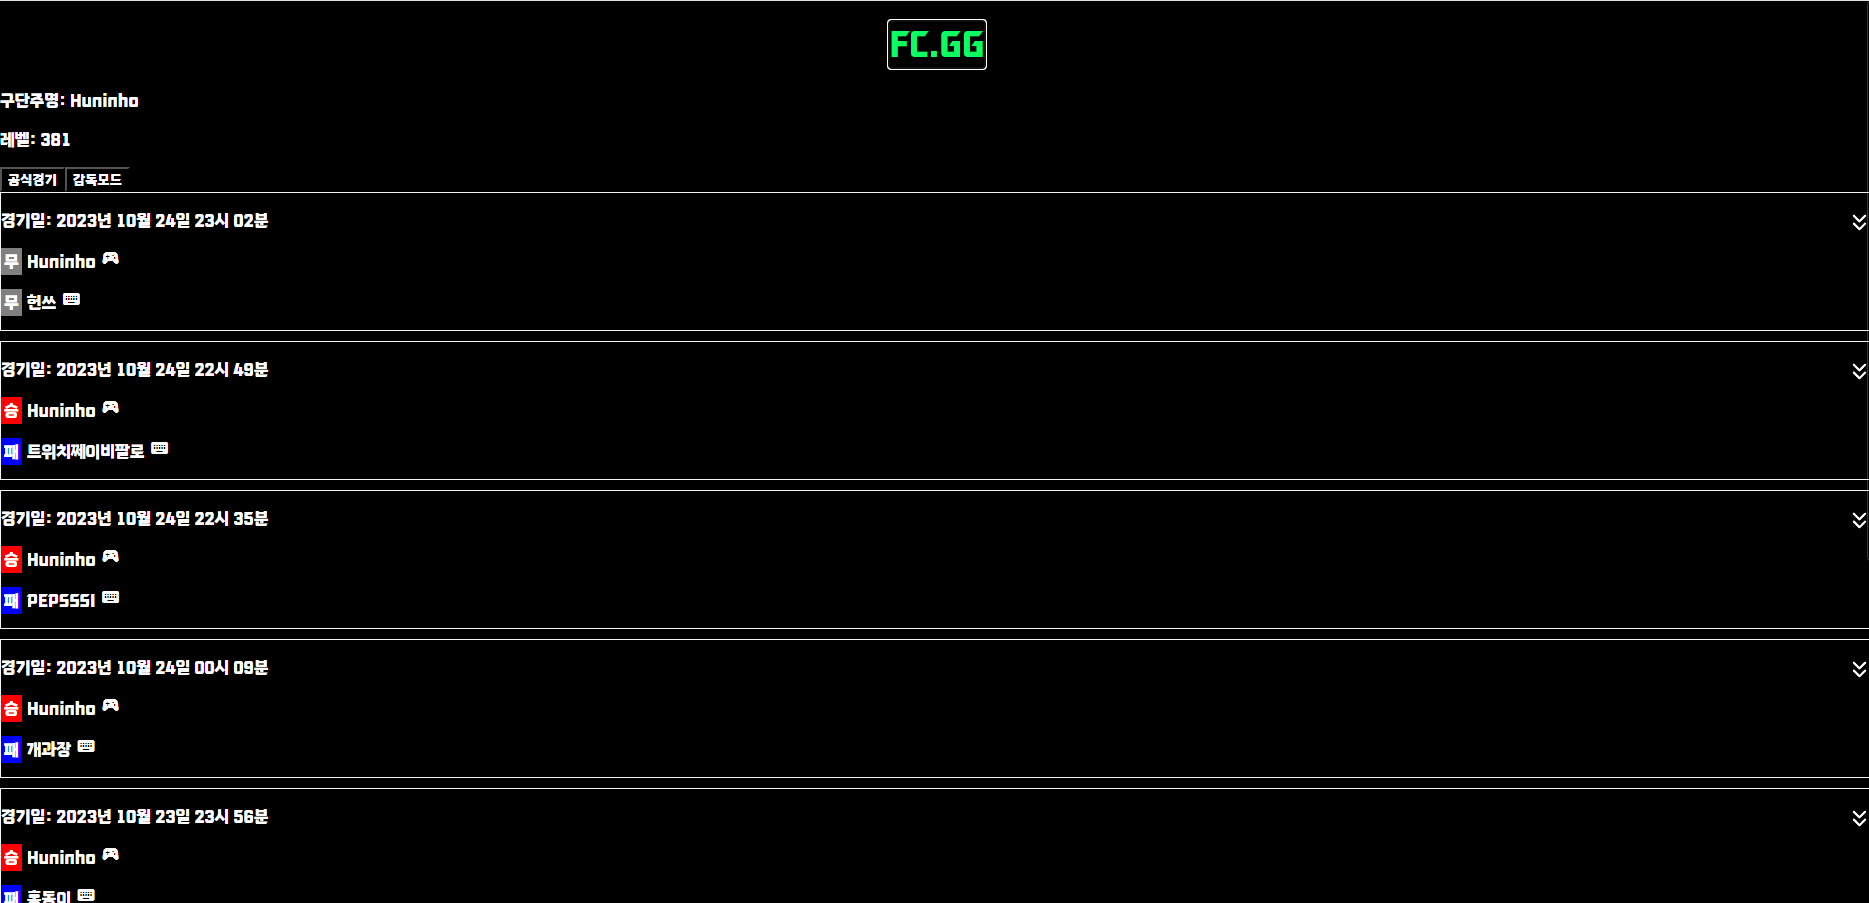 FC.GG
구단주명: Huninho
레벨: 381
공식경기 감독모드
경기일: 2023년 10월 24일 23시 02분
무 Huninho
무 헌쓰
경기일: 2023년 10월 24일 22시 49분
승 Huninho
패 트위치쩨이비팔로
경기일: 2023년 10월 24일 22시 35분
승 Huninho
패 PEPSSSI
경기일: 2023년 10월 24일 00시 09분
승 Huninho
패 개과장
경기일: 2023년 10월 23일 23시 56분
승 Huninho
패 홍동이